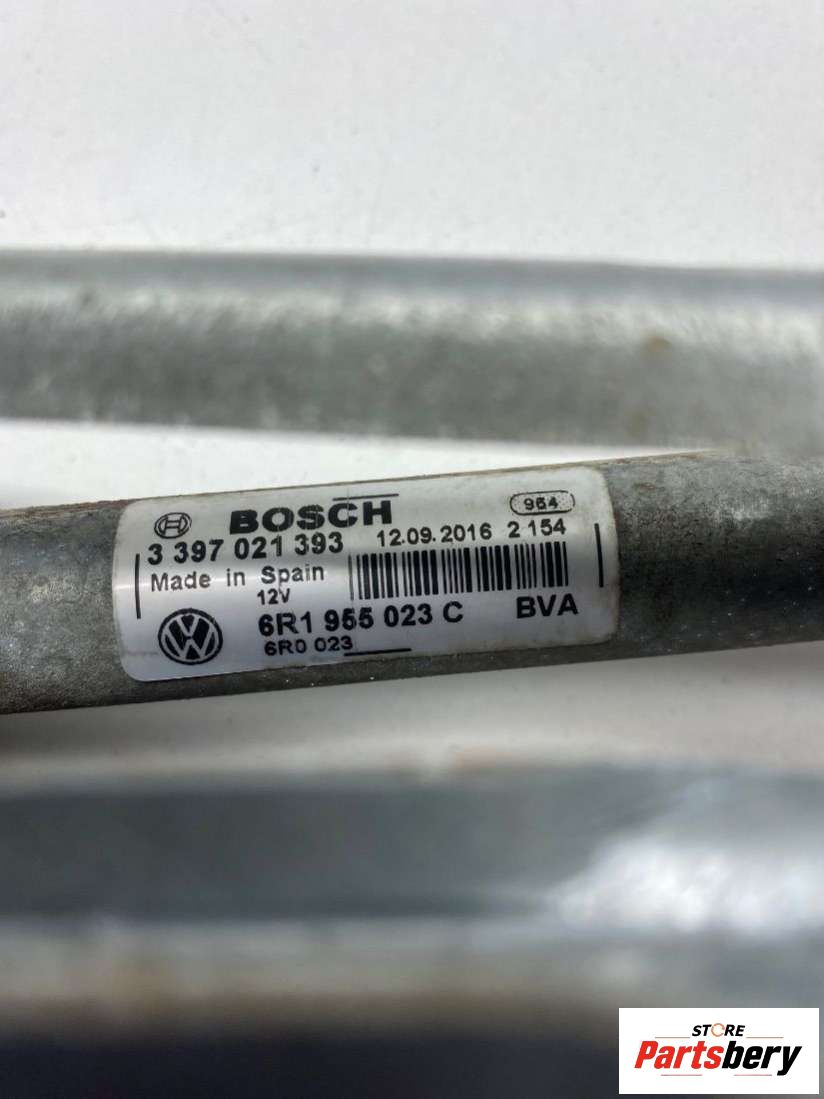 BOSCH 964
3 397 021 393 12.09.2016 2 154
Made in Spain
12V
6R1 955 023 C BVA
6R0 023
STORE
Partsbery